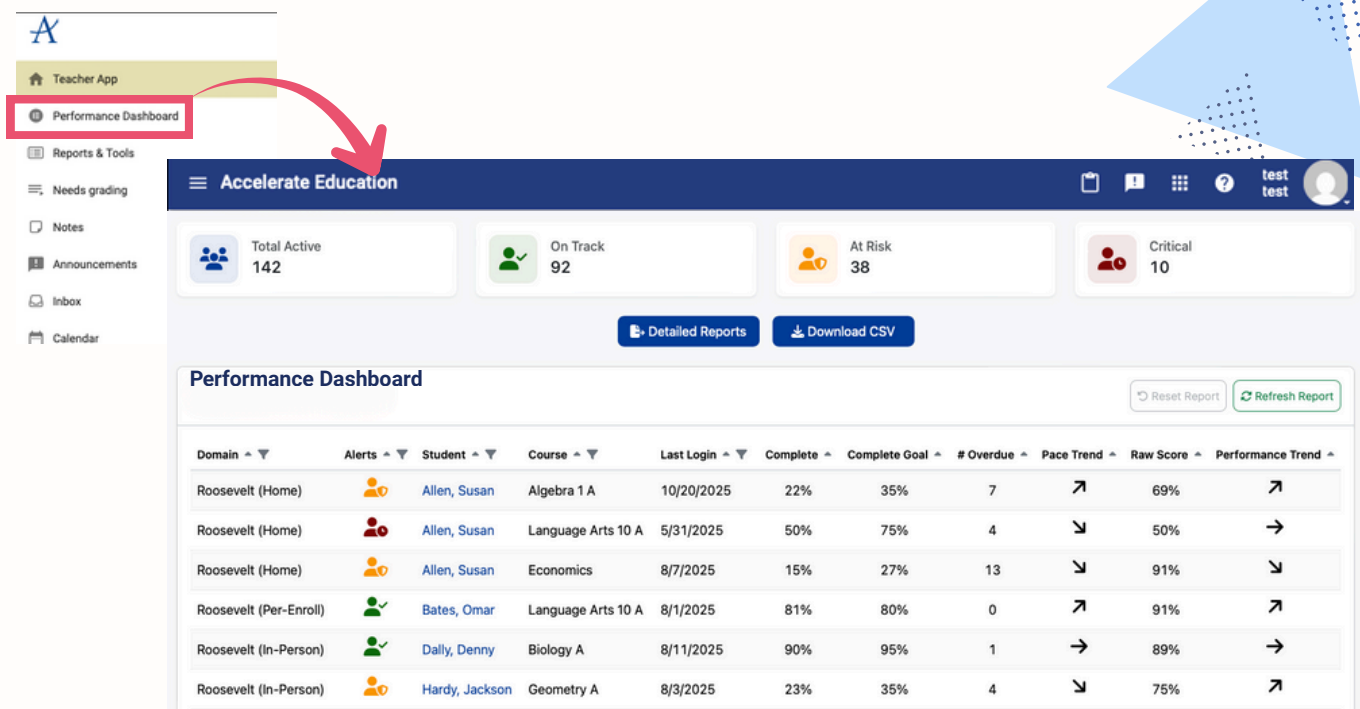 Teacher App
Performance Dashboard
Reports & Tools
Needs grading
Notes
Announcements
Inbox
Calendar
Accelerate Education
test
test
Total Active
142
On Track
92
At Risk
38
Critical
10
Detailed Reports
Download CSV
Performance Dashboard
Reset Report
Refresh Report
Domain Alerts Student Course Last Login Complete Complete Goal # Overdue Pace Trend Raw Score Performance Trend
Roosevelt (Home) Allen, Susan Algebra 1 A 10/20/2025 22% 35% 7 69%
Roosevelt (Home) Allen, Susan Language Arts 10 A 5/31/2025 50% 75% 4 50%
Roosevelt (Home) Allen, Susan Economics 8/7/2025 15% 27% 13 91%
Roosevelt (Per-Enroll) Bates, Omar Language Arts 10 A 8/1/2025 81% 80% 0 91%
Roosevelt (In-Person) Dally, Denny Biology A 8/11/2025 90% 95% 1 89%
Roosevelt (In-Person) Hardy, Jackson Geometry A 8/3/2025 23% 35% 4 75%